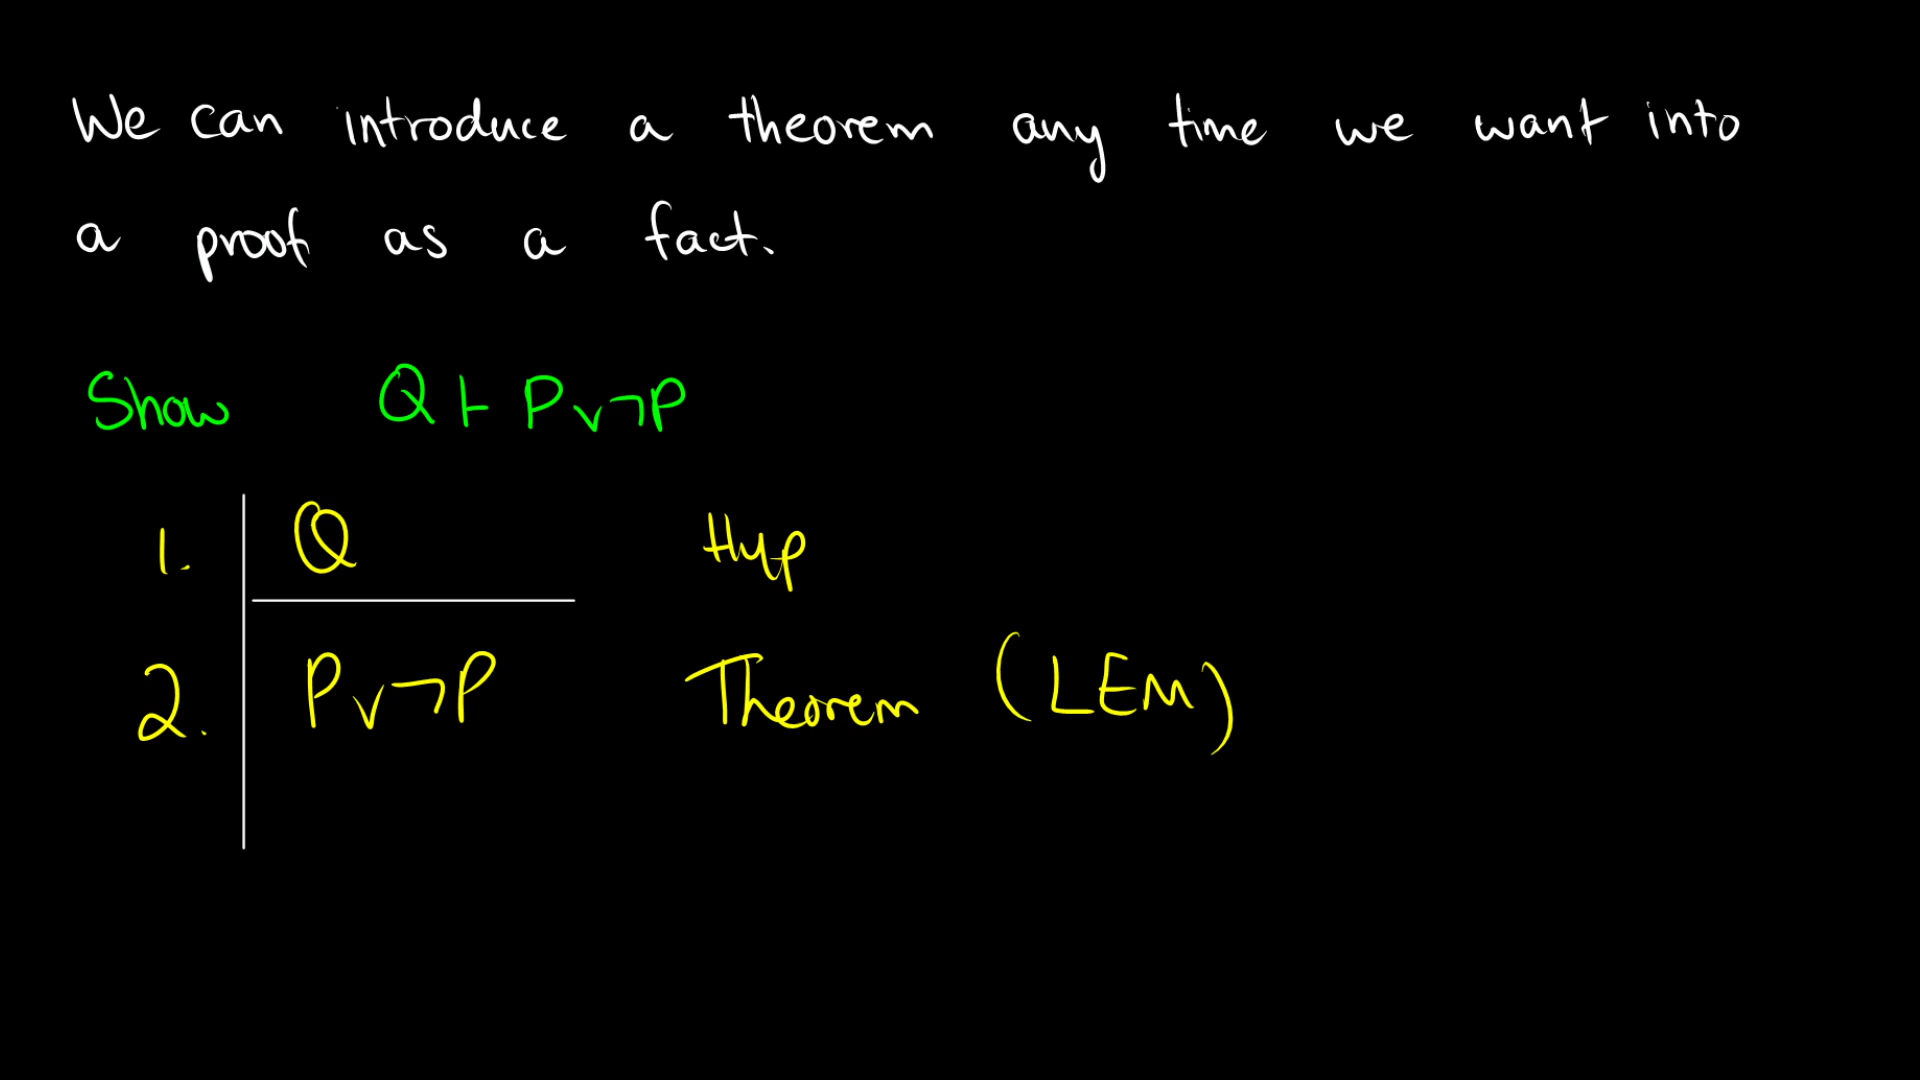 We can introduce a theorem any time we want into
a proof as a fact.
Show Q ⊢ P∨¬P
1. Q Hyp
2. P∨¬P Theorem (LEM)